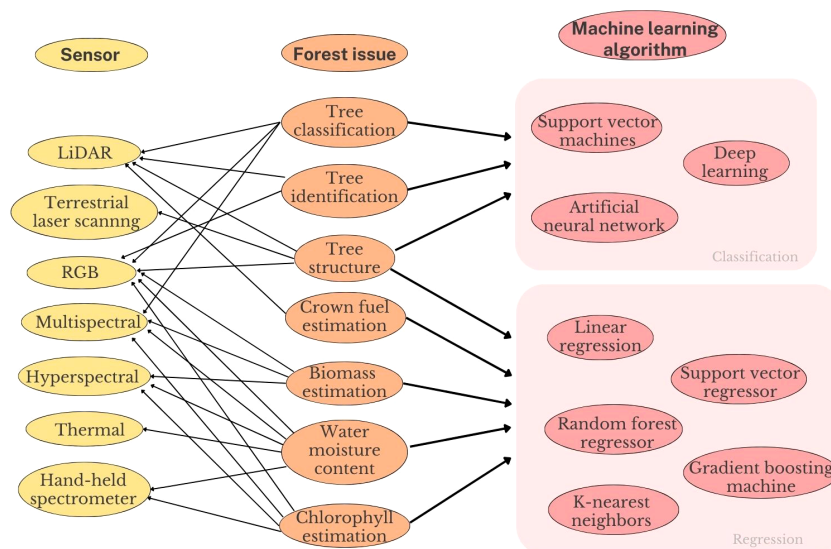 Sensor
Forest issue
Machine learning
algorithm
LiDAR
Terrestrial
laser scannng
RGB
Multispectral
Hyperspectral
Thermal
Hand-held
spectrometer
Tree
classification
Tree
identification
Tree
structure
Crown fuel
estimation
Biomass
estimation
Water
moisture
content
Chlorophyll
estimation
Support vector
machines
Deep
learning
Artificial
neural network
Classification
Linear
regression
Support vector
regressor
Random forest
regressor
Gradient boosting
machine
K-nearest
neighbors
Regression